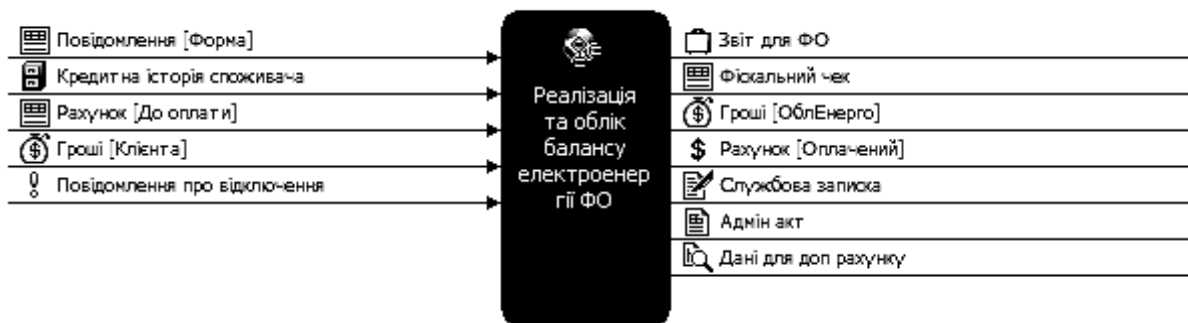 Повідомлення [Форма]
Кредитна історія споживача
Рахунок [До оплати]
Гроші [Клієнта]
Повідомлення про відключення
Реалізація
та облік
балансу
електроенер
гії ФО
Звіт для ФО
Фіскальний чек
Гроші [ОблЕнерго]
$ Рахунок [Оплачений]
Службова записка
Адмін акт
Дані для доп рахунку